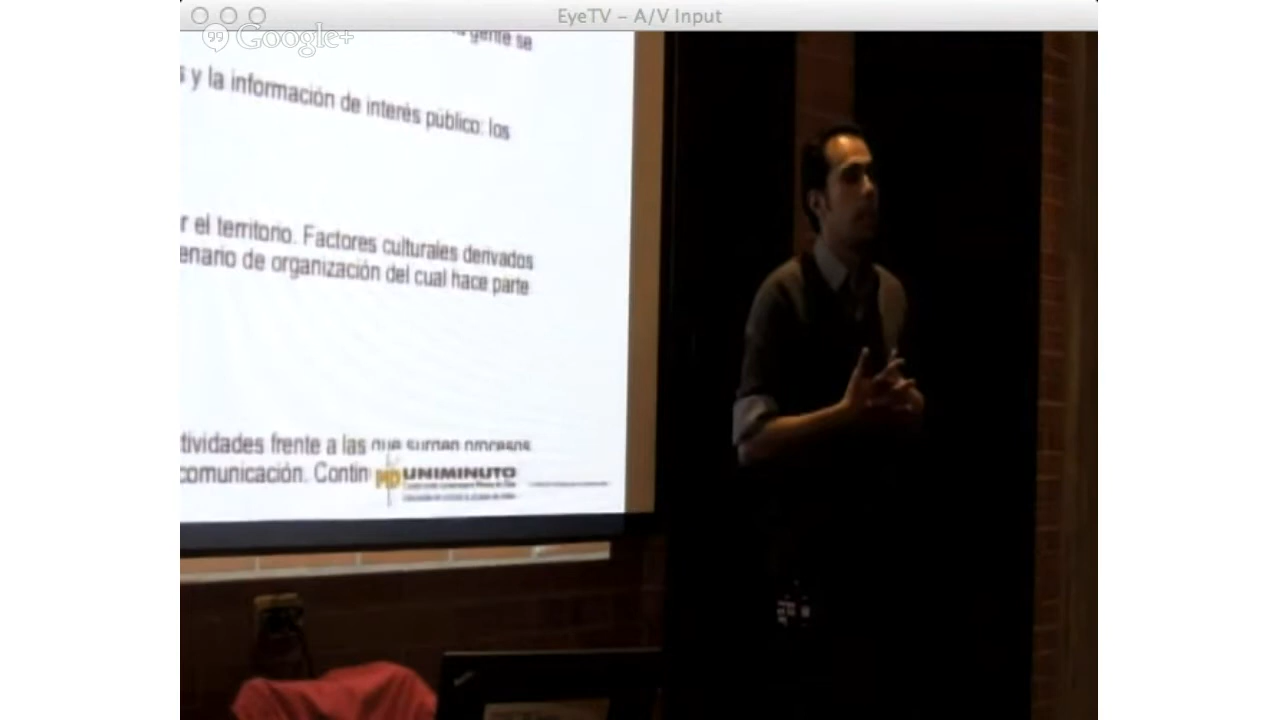 EyeTV – A/V Input
Google+
gente se
s y la información de interés público: los
r el territorio. Factores culturales derivados
enario de organización del cual hace parte
tividades frente a las que surgen procesos
comunicación. Contin
UNIMINUTO